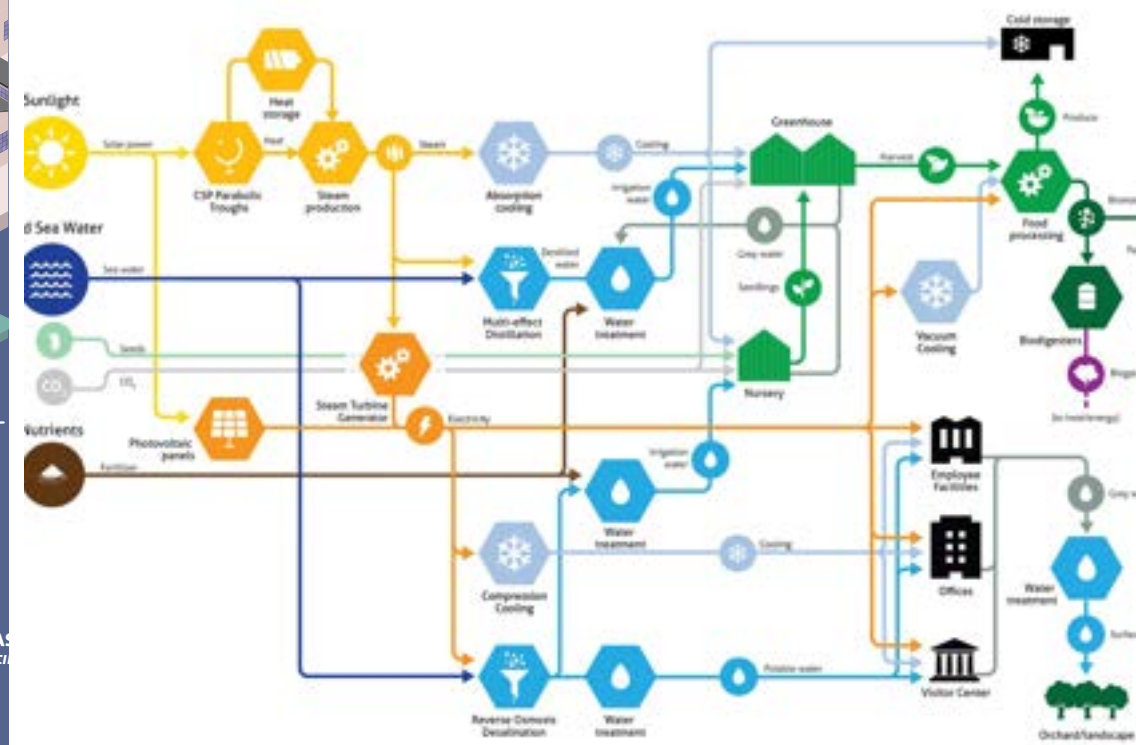 Cold storage
Sunlight
Heat
storage
Greenhouse
Produce
Solar power
Heat
Steam
Cooling
Harvest
CSP Parabolic
Troughs
Steam
production
Absorption
cooling
Irrigation
water
Food
processing
d Sea Water
Sea water
Distilled
water
Grey water
Seedlings
Multi-effect
Distillation
Water
treatment
Vacuum
Cooling
Biodigesters
Seeds
CO₂
CO₂
Nursery
Steam Turbine
Generator
Electricity
Nutrients
Photovoltaic
panels
Fertiliser
Irrigation
water
Employee
Facilities
Grey w
Water
treatment
Cooling
Compression
Cooling
Offices
Water
treatment
Potable water
Visitor Center
Reverse Osmosis
Desalination
Water
treatment
Orchard/landscape